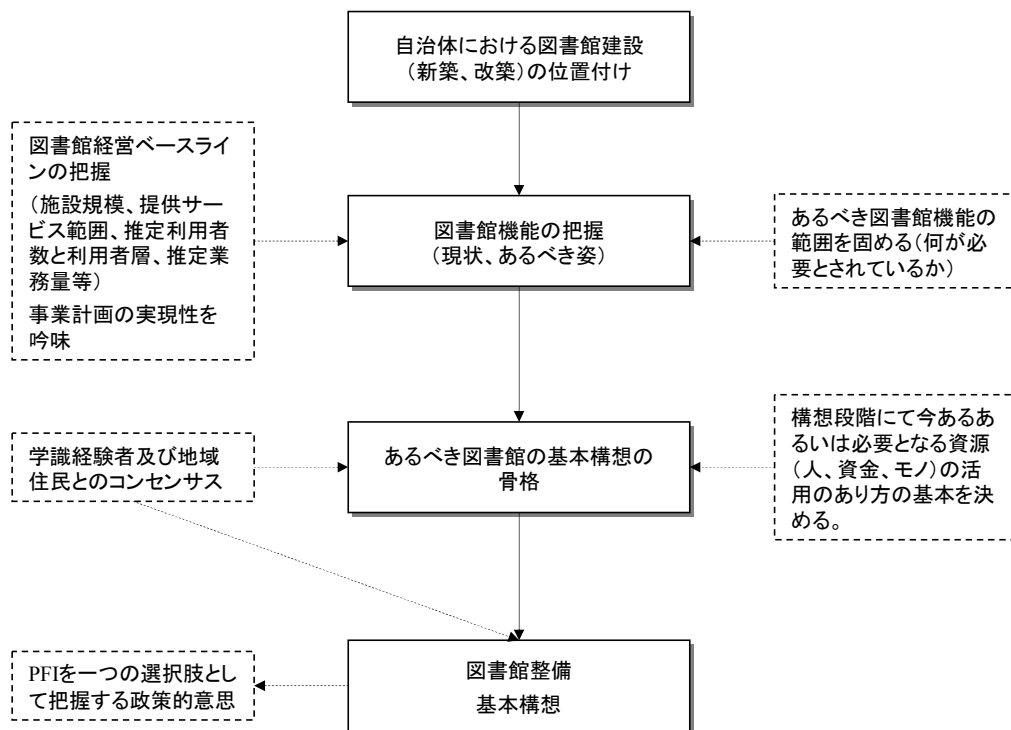 自治体における図書館建設
（新築、改築）の位置付け
図書館経営ベースライ
ンの把握
（施設規模、提供サー
ビス範囲、推定利用者
数と利用者層、推定業
務量等）
事業計画の実現性を
吟味
図書館機能の把握
（現状、あるべき姿）
あるべき図書館機能の
範囲を固める（何が必
要とされているか）
学識経験者及び地域
住民とのコンセンサス
あるべき図書館の基本構想の
骨格
構想段階にて今あるあ
るいは必要となる資源
（人、資金、モノ）の活
用のあり方の基本を決
める。
PFIを一つの選択肢とし
て把握する政策的意思
図書館整備
基本構想